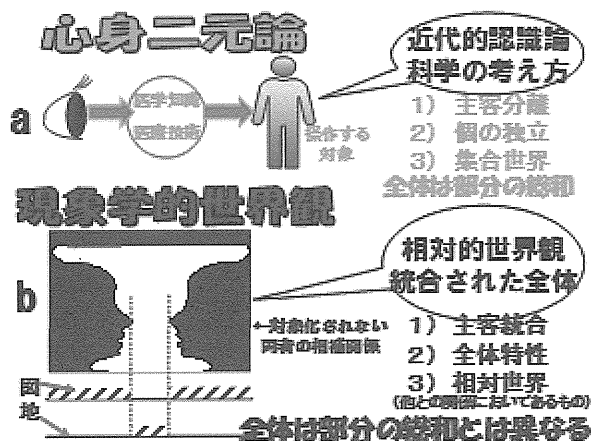 心身二元論
近代的認識論
科学の考え方
a
医学知識
医療技術
操作する
対象
1） 主客分離
2） 個の独立
3） 集合世界
全体は部分の総和
現象学的世界観
相対的世界観
統合された全体
b
←対象化されない
両者の相補関係
1） 主客統合
2） 全体特性
3） 相対世界
（他との関係においてあるもの）
図
地
全体は部分の総和とは異なる